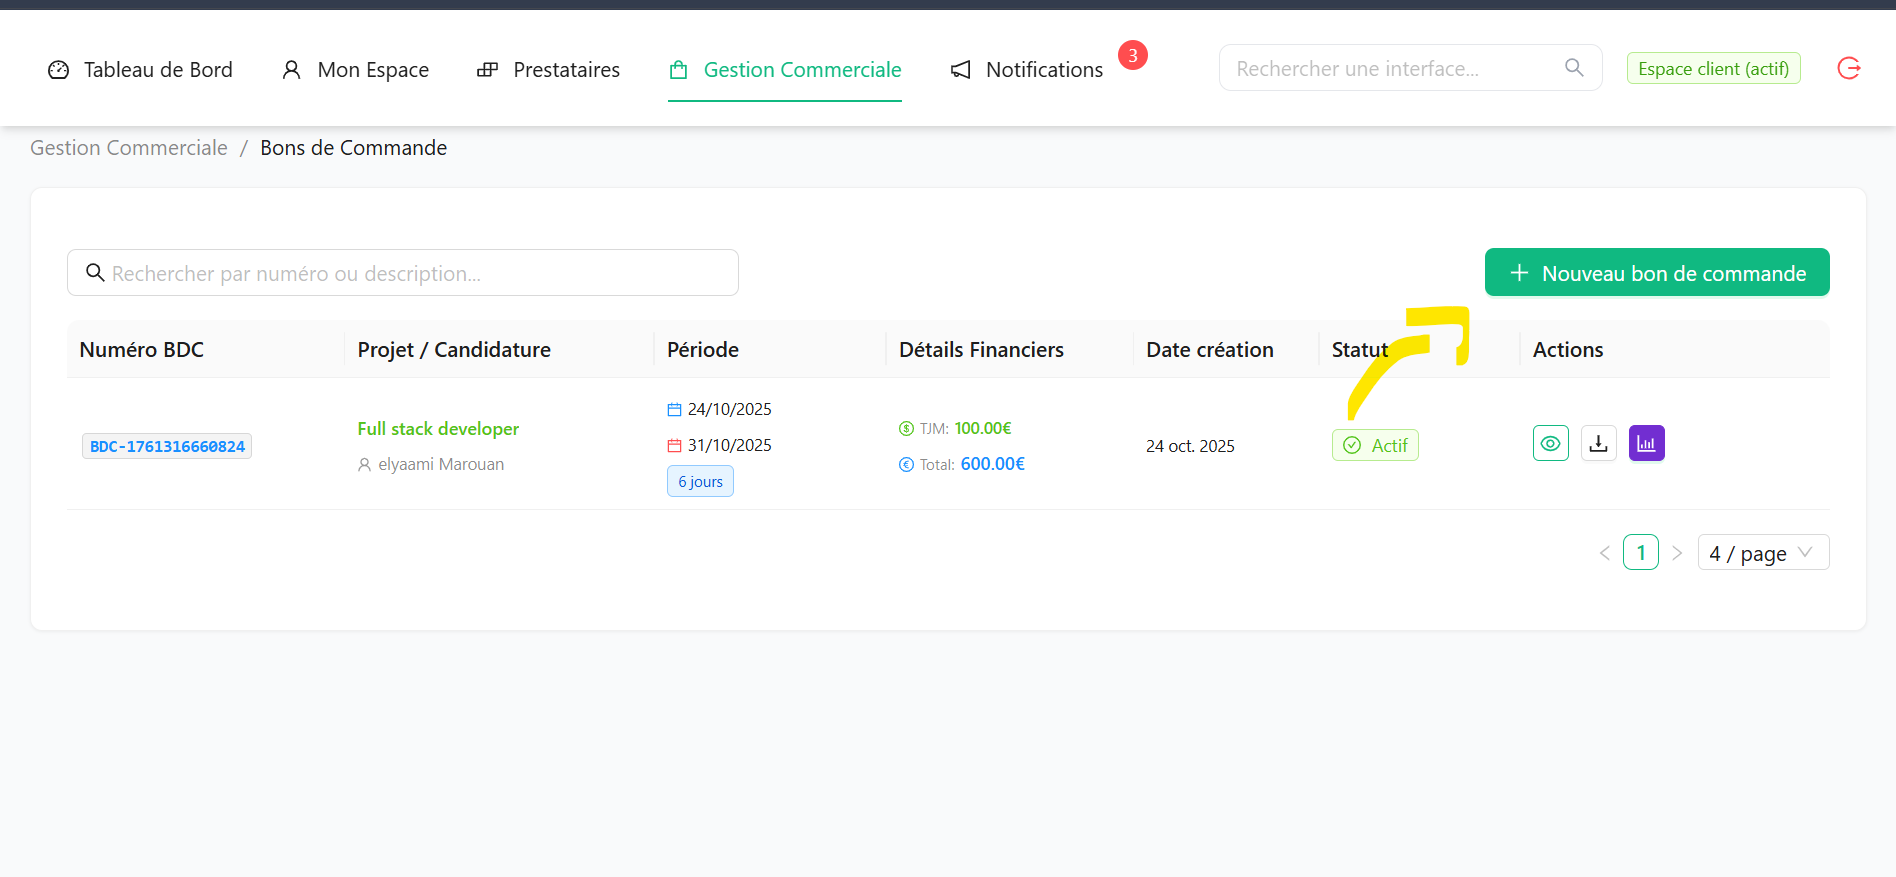 Tableau de Bord
Mon Espace
Prestataires
Gestion Commerciale
Notifications
3
Rechercher une interface...
Espace client (actif)
Gestion Commerciale / Bons de Commande
Rechercher par numéro ou description...
+ Nouveau bon de commande
Numéro BDC
Projet / Candidature
Période
Détails Financiers
Date création
Statut
Actions
BDC-1761316660824
Full stack developer
elyaami Marouan
24/10/2025
31/10/2025
6 jours
TJM: 100.00€
Total: 600.00€
24 oct. 2025
Actif
1
4 / page